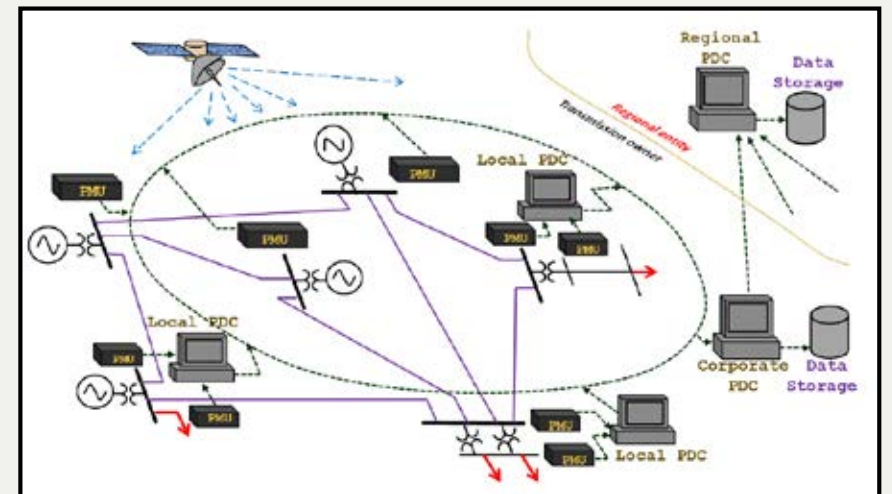 Regional
PDC
Data
Storage
Regional entity
Transmission owner
PMU
PMU
Local PDC
PMU
PMU
PMU
Local PDC
PMU
PMU
Corporate
PDC
Data
Storage
PMU
PMU
Local PDC